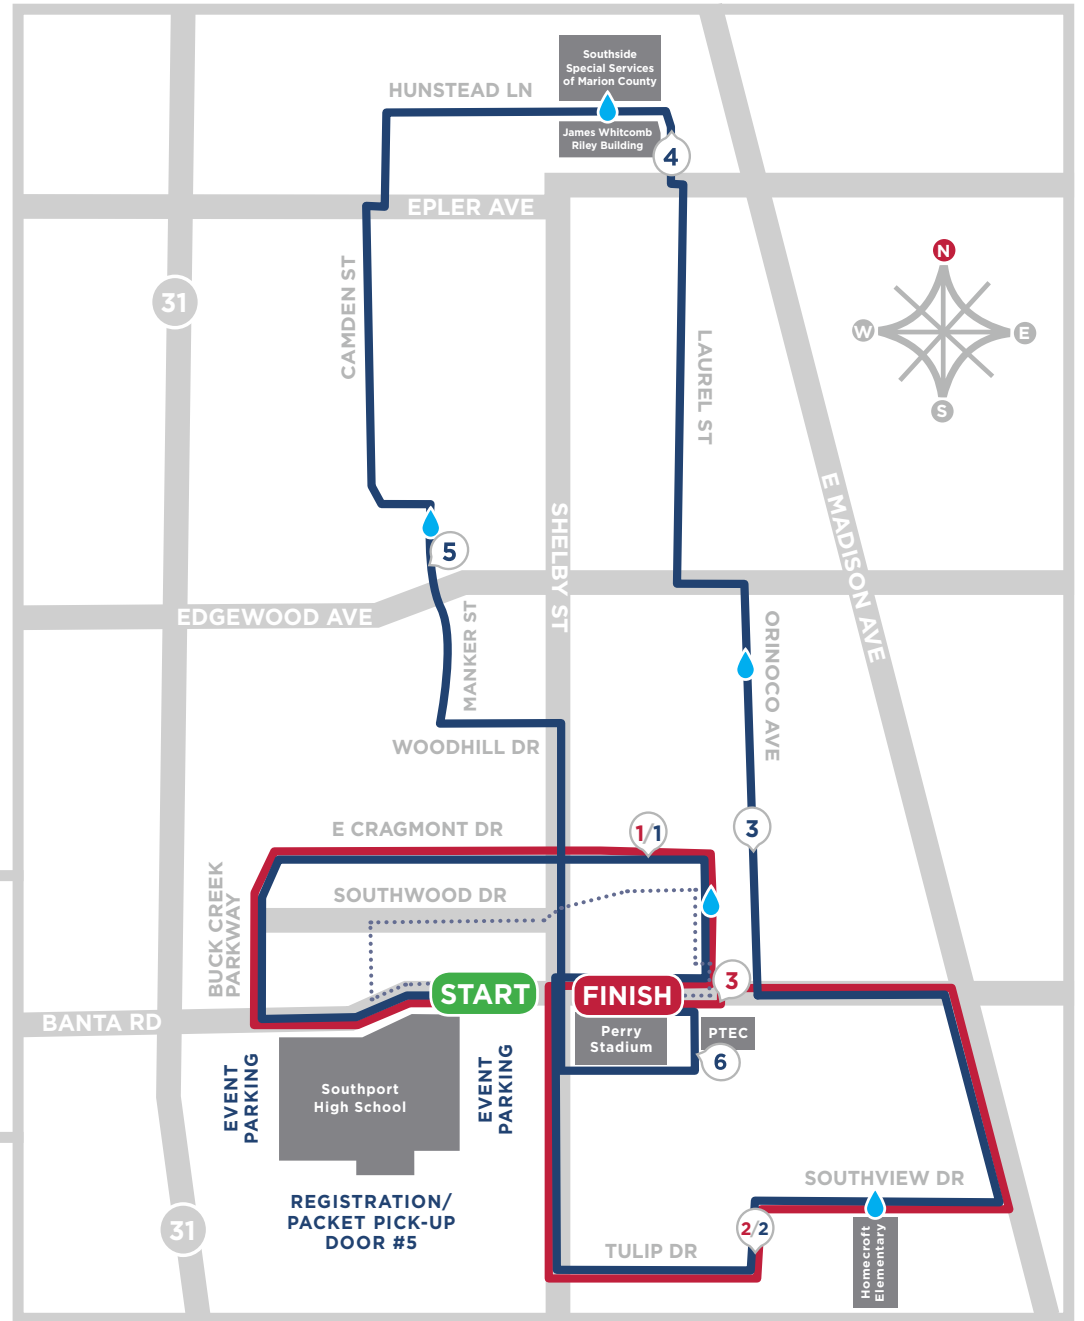 Southside
Special Services
of Marion County
HUNSTEAD LN
James Whitcomb
Riley Building
4
EPLER AVE
N
W
E
S
31
CAMDEN ST
LAUREL ST
E MADISON AVE
SHELBY ST
5
EDGEWOOD AVE
MANKER ST
ORINOCO AVE
WOODHILL DR
E CRAGMONT DR
1/1
3
SOUTHWOOD DR
BUCK CREEK
PARKWAY
START
FINISH
3
BANTA RD
Perry
Stadium
PTEC
6
EVENT
PARKING
Southport
High School
EVENT
PARKING
SOUTHVIEW DR
REGISTRATION/
PACKET PICK-UP
DOOR #5
31
2/2
TULIP DR
Homecroft
Elementary